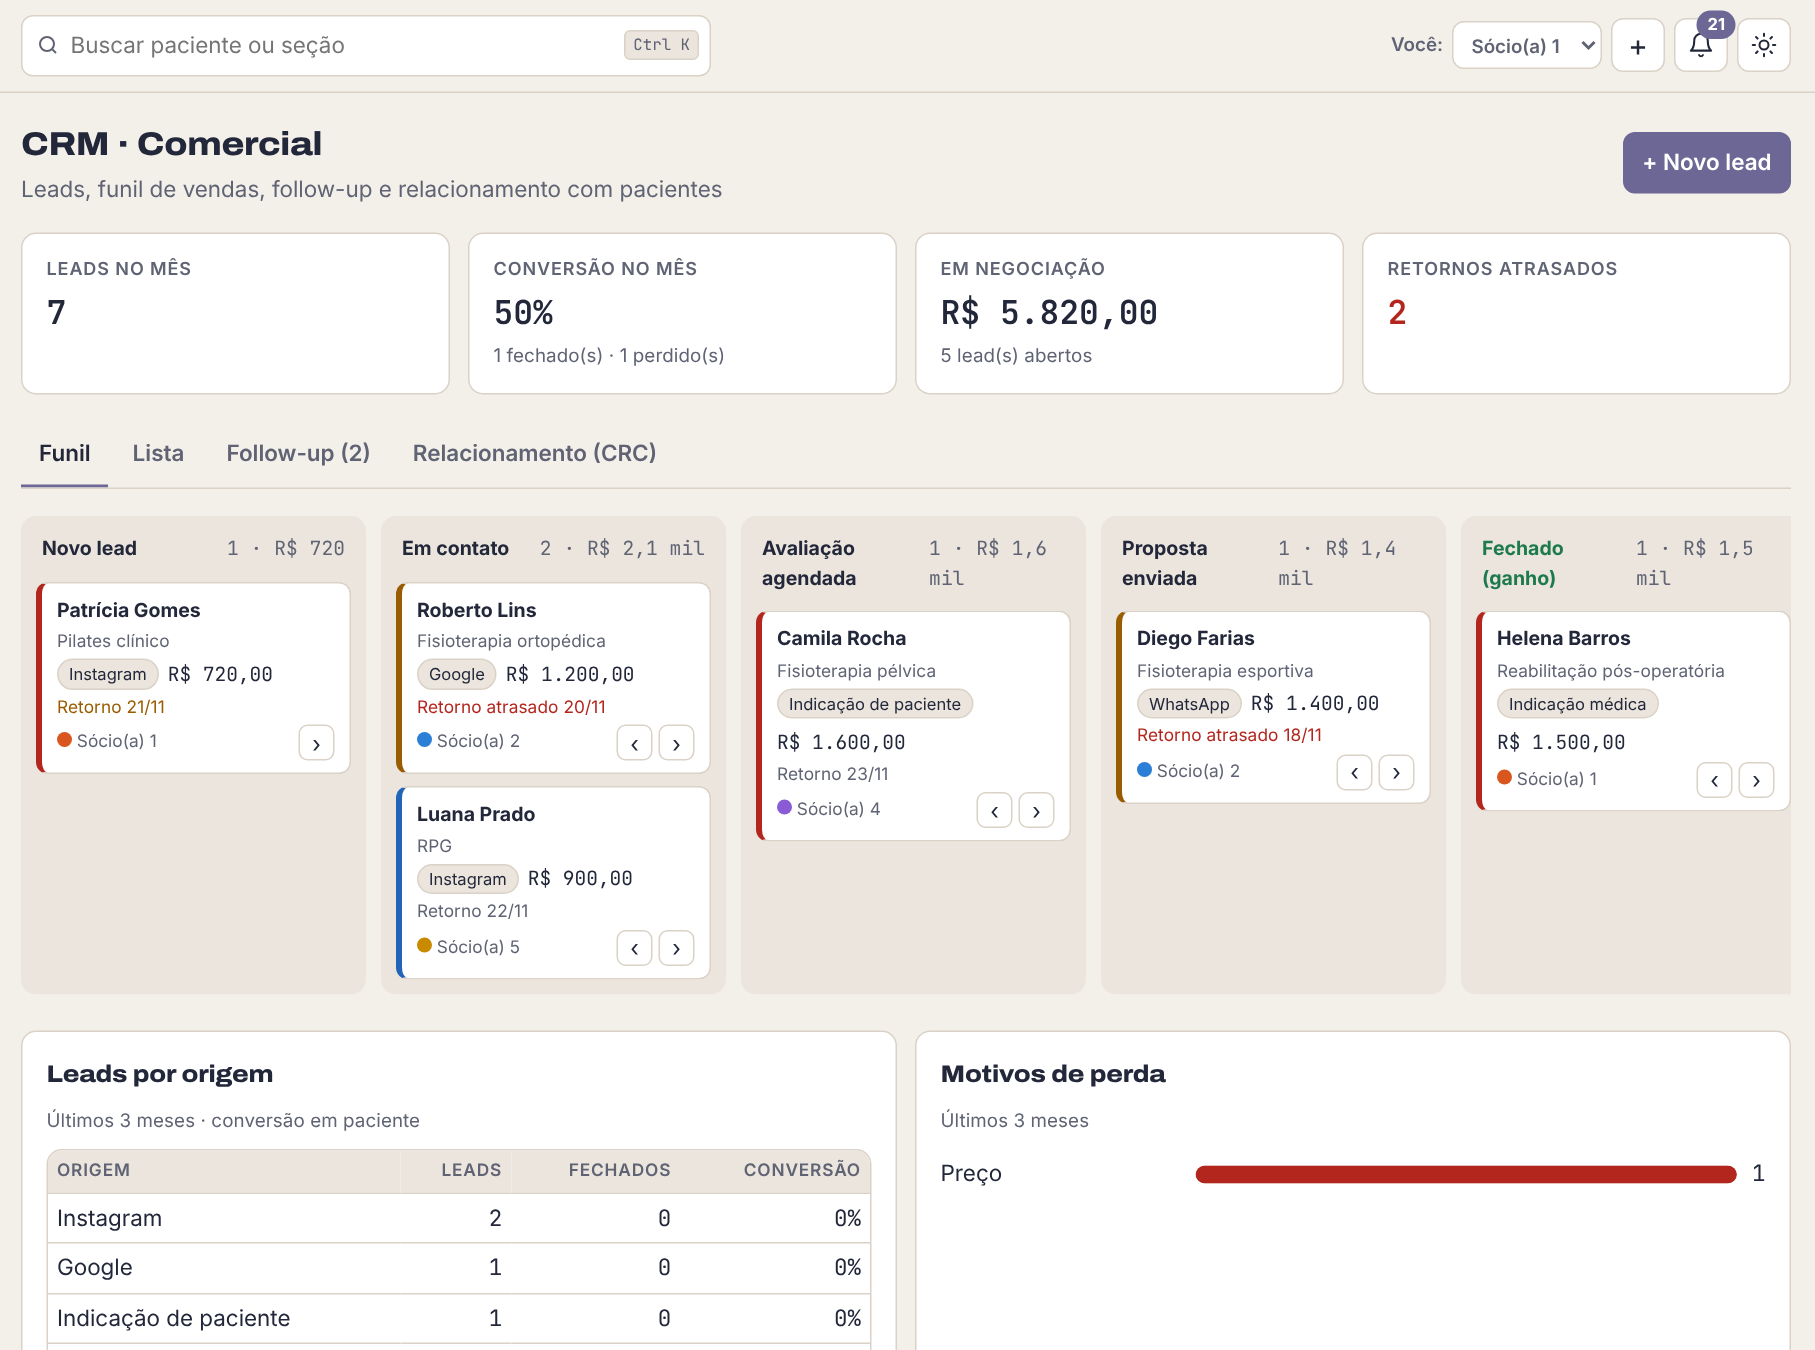 Buscar paciente ou seção
Ctrl K
Você:
Sócio(a) 1
+
21
CRM · Comercial
Leads, funil de vendas, follow-up e relacionamento com pacientes
+ Novo lead
LEADS NO MÊS
7
CONVERSÃO NO MÊS
50%
1 fechado(s) · 1 perdido(s)
EM NEGOCIAÇÃO
R$ 5.820,00
5 lead(s) abertos
RETORNOS ATRASADOS
2
Funil
Lista
Follow-up (2)
Relacionamento (CRC)
Novo lead
1 · R$ 720
Patrícia Gomes
Pilates clínico
Instagram R$ 720,00
Retorno 21/11
Sócio(a) 1
›
Em contato
2 · R$ 2,1 mil
Roberto Lins
Fisioterapia ortopédica
Google R$ 1.200,00
Retorno atrasado 20/11
Sócio(a) 2
‹ ›
Luana Prado
RPG
Instagram R$ 900,00
Retorno 22/11
Sócio(a) 5
‹ ›
Avaliação
agendada
1 · R$ 1,6
mil
Camila Rocha
Fisioterapia pélvica
Indicação de paciente
R$ 1.600,00
Retorno 23/11
Sócio(a) 4
‹ ›
Proposta
enviada
1 · R$ 1,4
mil
Diego Farias
Fisioterapia esportiva
WhatsApp R$ 1.400,00
Retorno atrasado 18/11
Sócio(a) 2
‹ ›
Fechado
(ganho)
1 · R$ 1,5
mil
Helena Barros
Reabilitação pós-operatória
Indicação médica
R$ 1.500,00
Sócio(a) 1
‹ ›
Leads por origem
Últimos 3 meses · conversão em paciente
ORIGEM LEADS FECHADOS CONVERSÃO
Instagram 2 0 0%
Google 1 0 0%
Indicação de paciente 1 0 0%
Motivos de perda
Últimos 3 meses
Preço 1